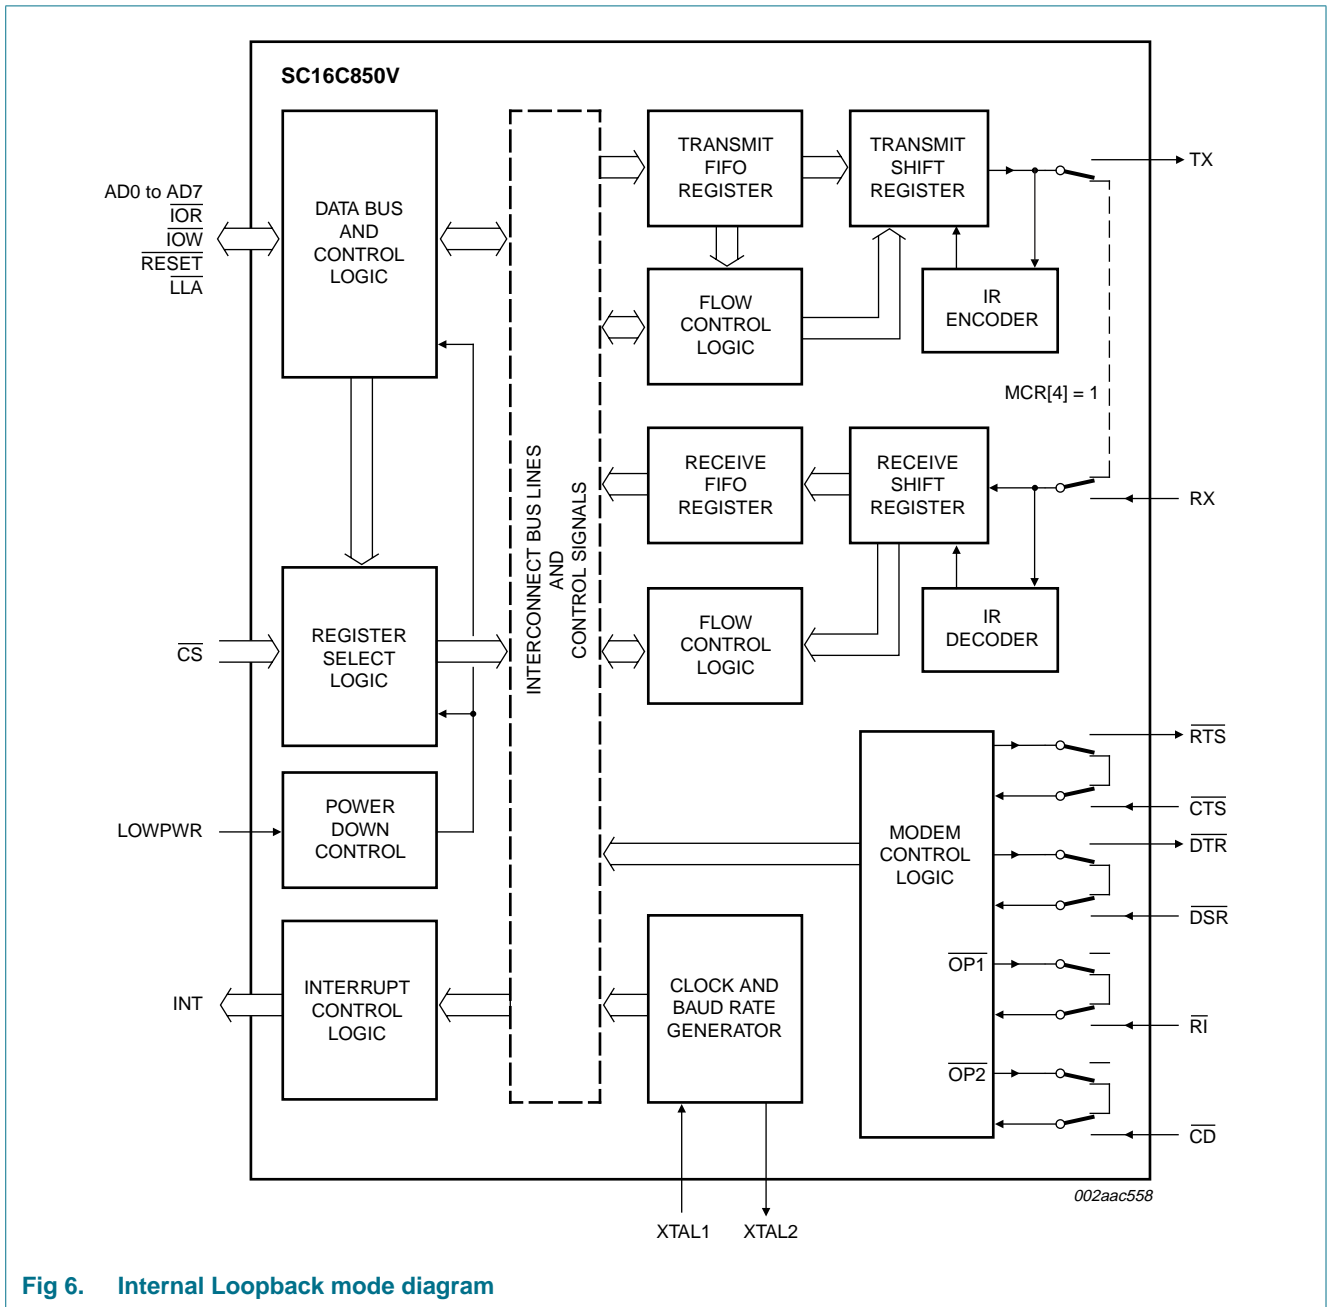 SC16C850V
AD0 to AD7
IOR
IOW
RESET
LLA
DATA BUS
AND
CONTROL
LOGIC
CS
REGISTER
SELECT
LOGIC
LOWPWR
POWER
DOWN
CONTROL
INT
INTERRUPT
CONTROL
LOGIC
INTERCONNECT BUS LINES
AND
CONTROL SIGNALS
TRANSMIT
FIFO
REGISTER
TRANSMIT
SHIFT
REGISTER
TX
FLOW
CONTROL
LOGIC
IR
ENCODER
MCR[4] = 1
RECEIVE
FIFO
REGISTER
RECEIVE
SHIFT
REGISTER
RX
FLOW
CONTROL
LOGIC
IR
DECODER
MODEM
CONTROL
LOGIC
RTS
CTS
DTR
DSR
OP1
RI
OP2
CD
CLOCK AND
BAUD RATE
GENERATOR
XTAL1
XTAL2
002aac558
Fig 6. Internal Loopback mode diagram